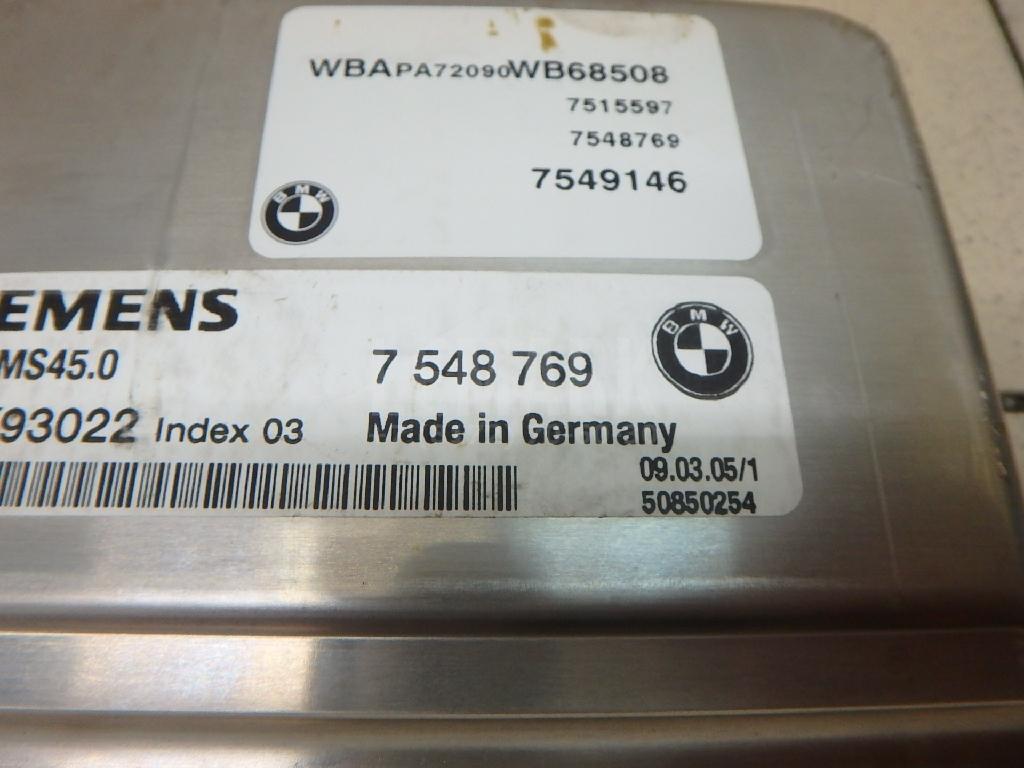 WBAPA72090WB68508
7515597
7548769
7549146
BMW
EMENS
MS45.0
7 548 769
BMW
93022 Index 03
Made in Germany
09.03.05/1
50850254